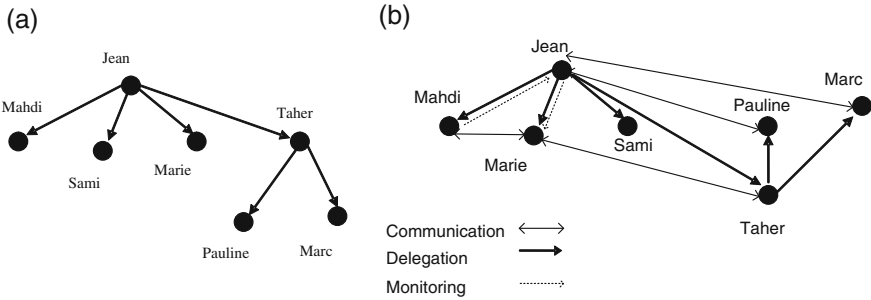 (a)
Jean
Mahdi
Taher
Sami
Marie
Pauline
Marc
(b)
Jean
Marc
Mahdi
Pauline
Marie
Sami
Taher
Communication
Delegation
Monitoring